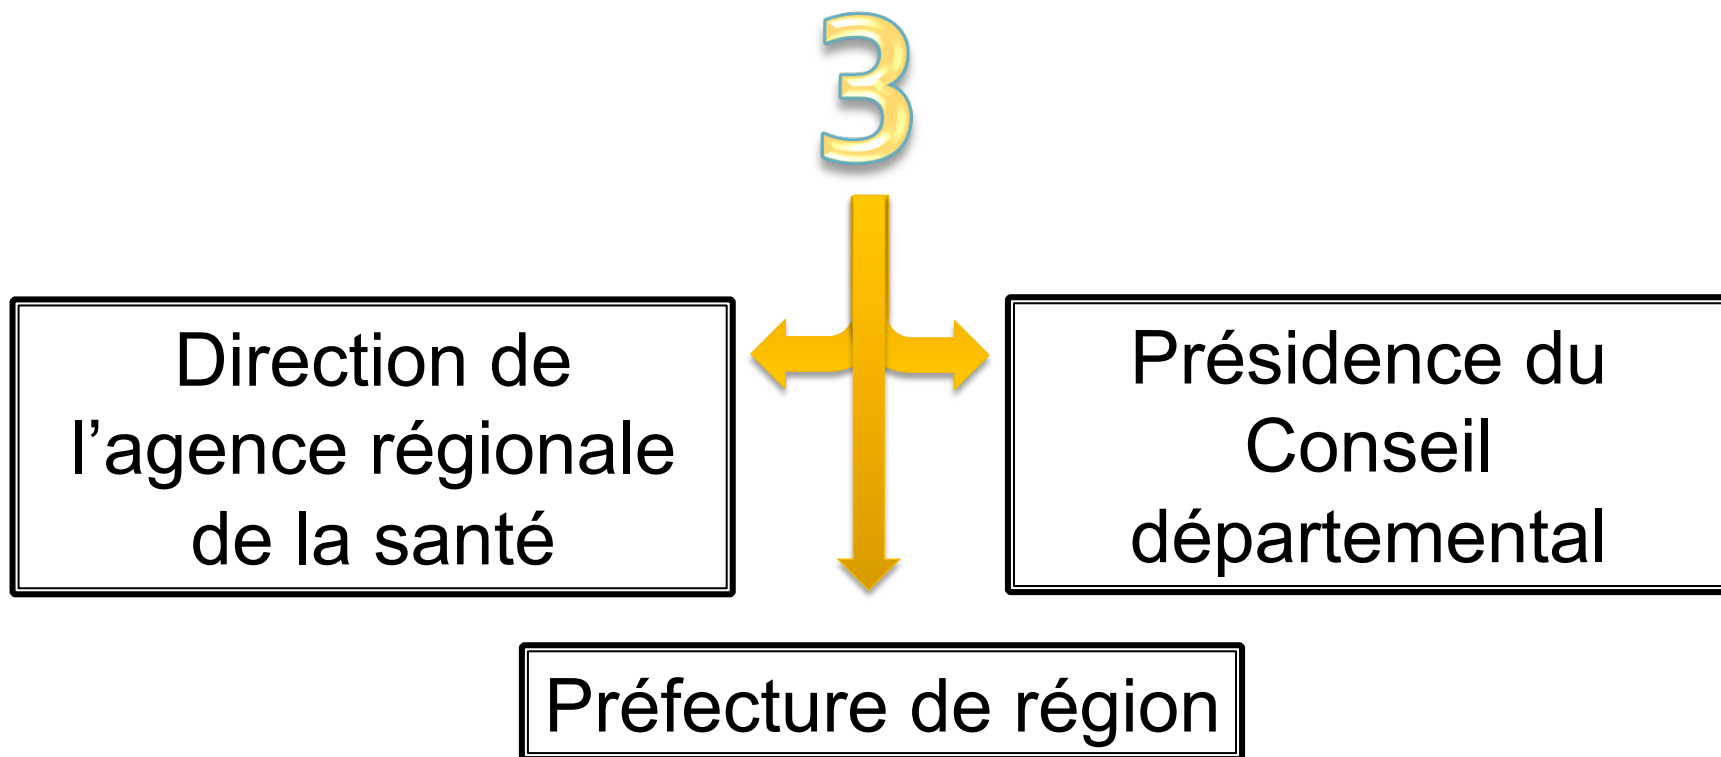 3
Direction de
l’agence régionale
de la santé
Présidence du
Conseil
départemental
Préfecture de région